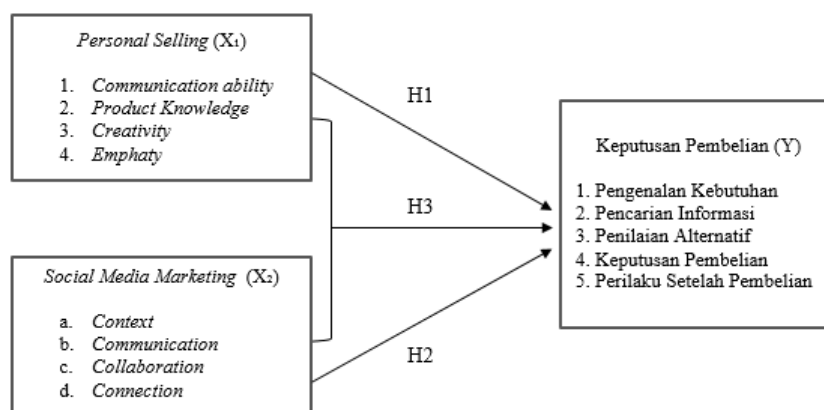 Personal Selling (X₁)
1. Communication ability
2. Product Knowledge
3. Creativity
4. Emphaty
H1
H3
Keputusan Pembelian (Y)
1. Pengenalan Kebutuhan
2. Pencarian Informasi
3. Penilaian Alternatif
4. Keputusan Pembelian
5. Perilaku Setelah Pembelian
Social Media Marketing (X₂)
a. Context
b. Communication
c. Collaboration
d. Connection
H2